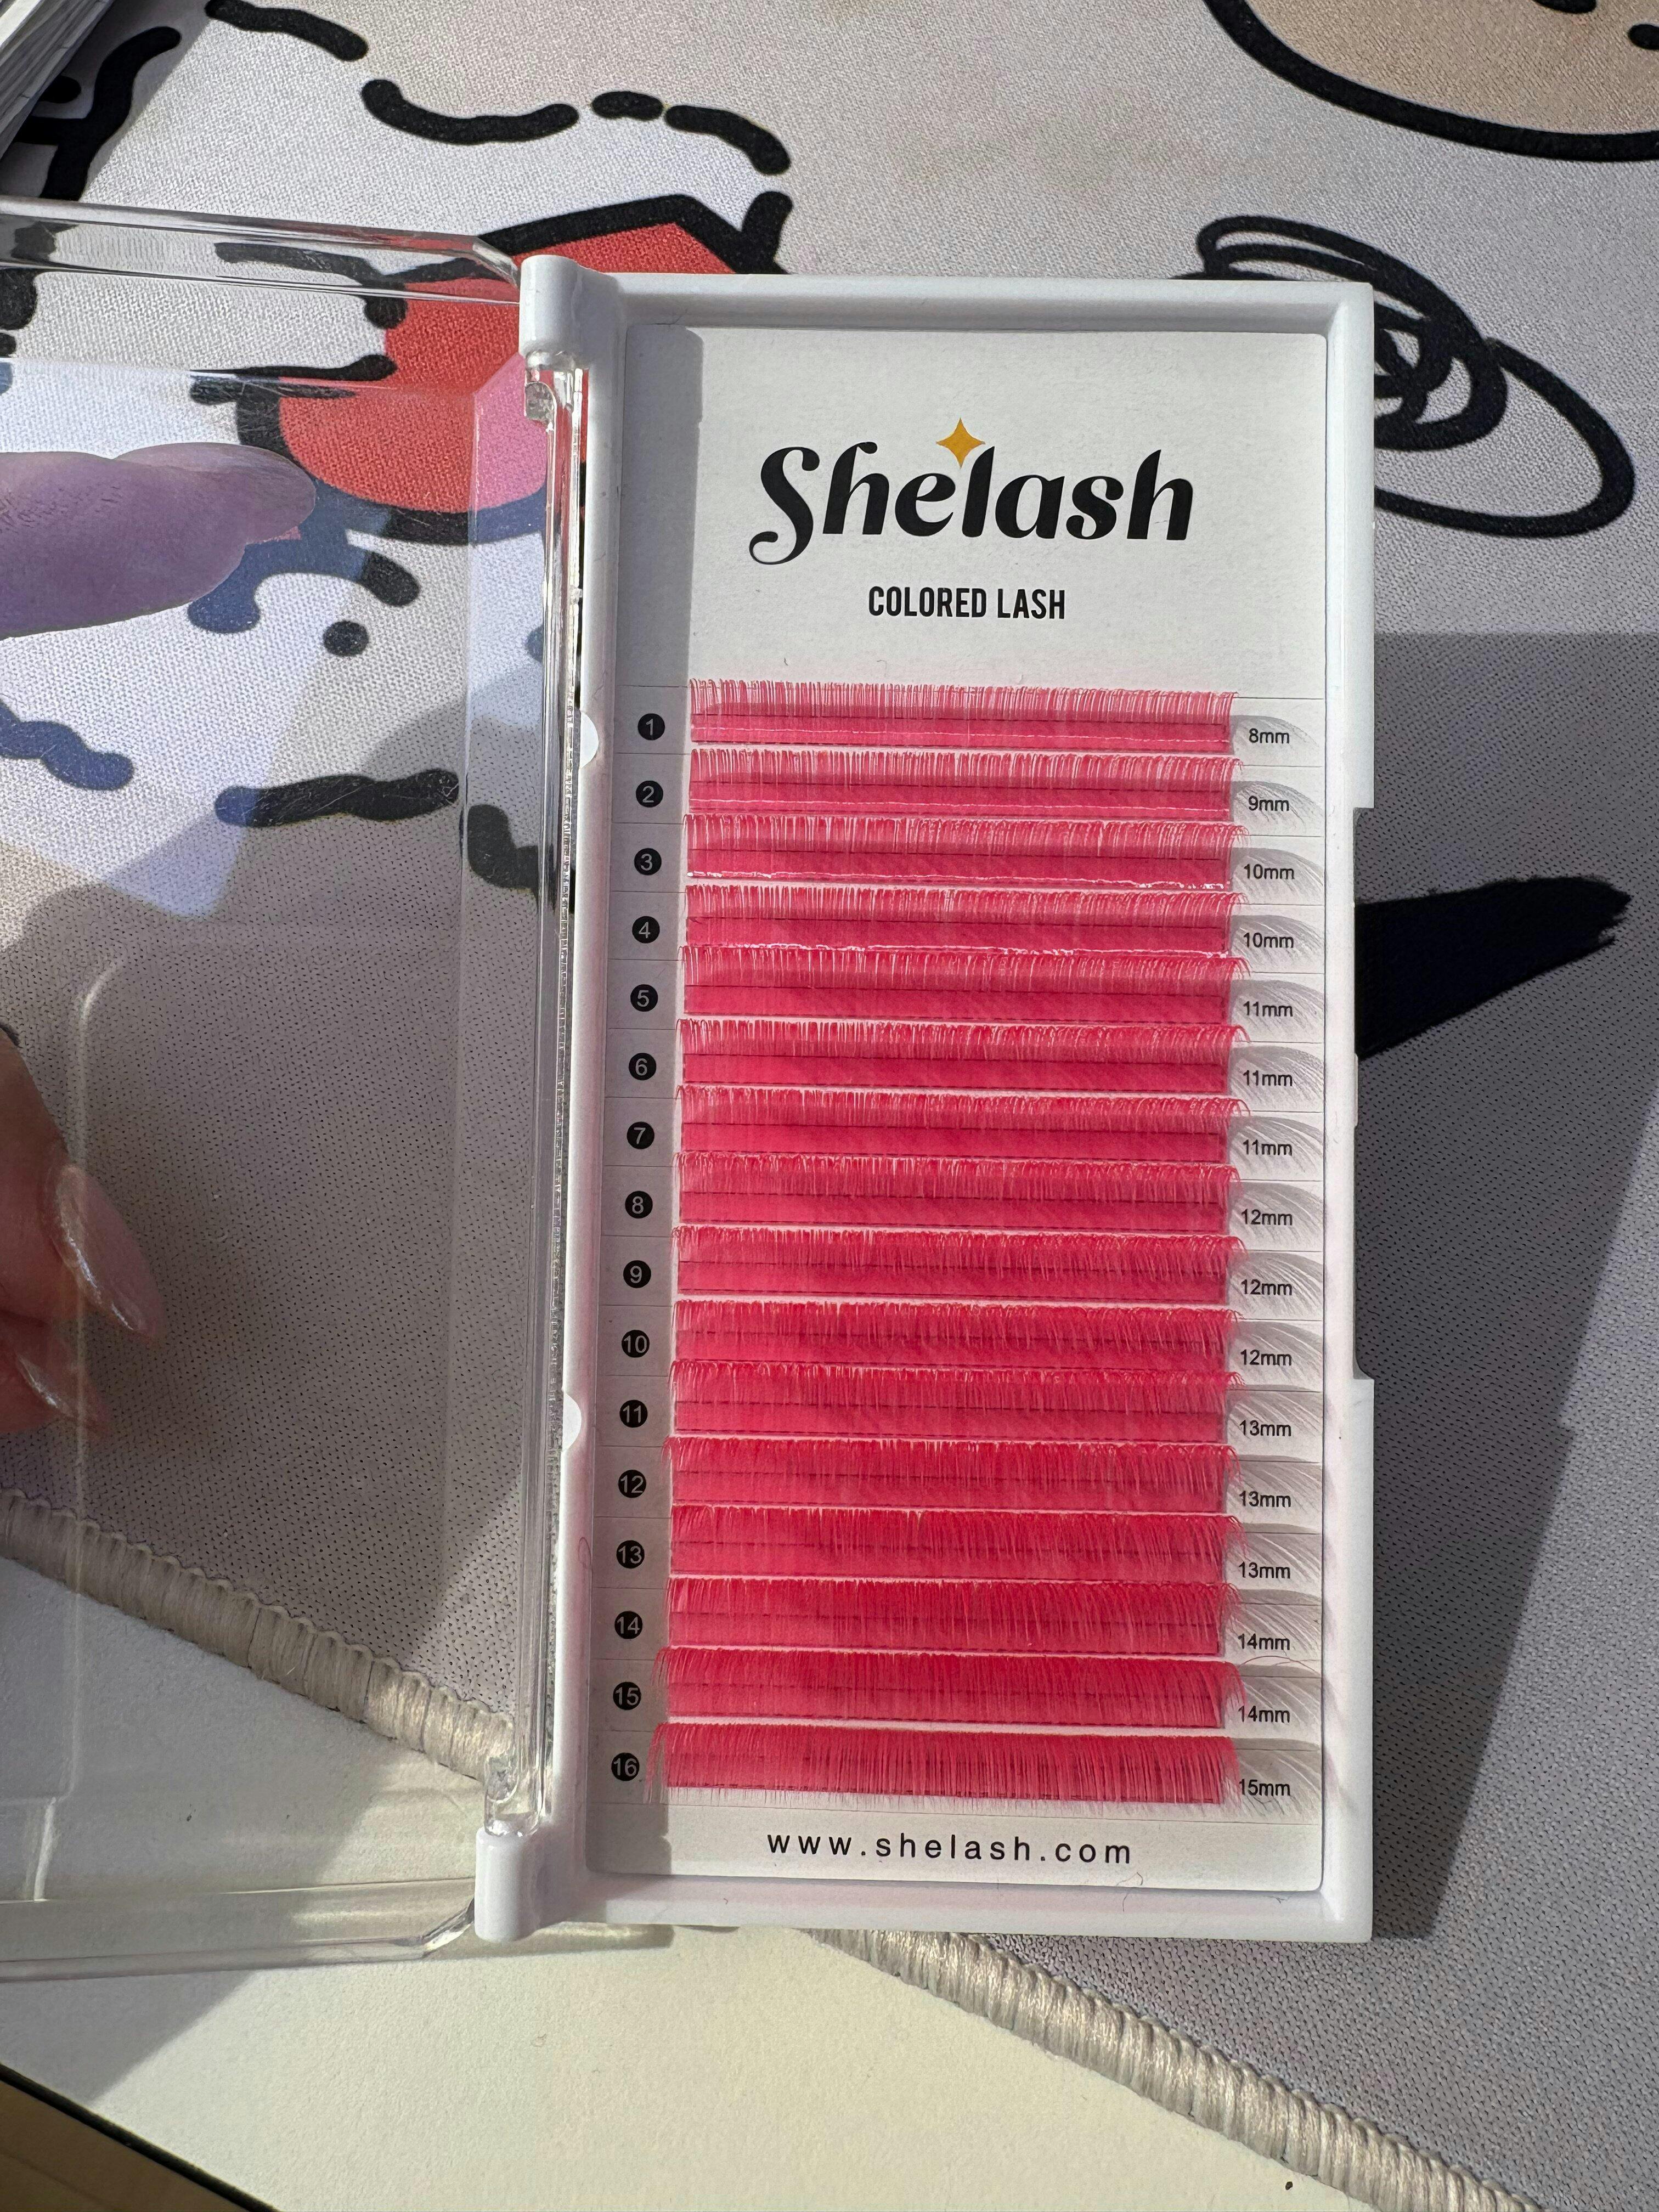 Shelash
COLORED LASH
1 8mm
2 9mm
3 10mm
4 10mm
5 11mm
6 11mm
7 11mm
8 12mm
9 12mm
10 12mm
11 13mm
12 13mm
13 13mm
14 14mm
15 14mm
16 15mm
www.shelash.com